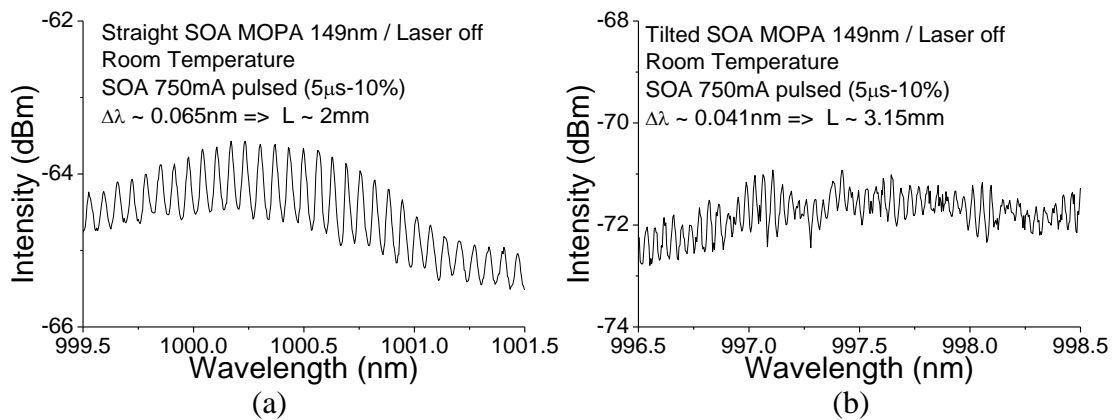 -62
Straight SOA MOPA 149nm / Laser off
Room Temperature
SOA 750mA pulsed (5μs-10%)
Δλ ~ 0.065nm => L ~ 2mm
-64
-66
Intensity (dBm)
999.5 1000.0 1000.5 1001.0 1001.5
Wavelength (nm)
(a)
-68
Tilted SOA MOPA 149nm / Laser off
Room Temperature
SOA 750mA pulsed (5μs-10%)
Δλ ~ 0.041nm => L ~ 3.15mm
-70
-72
-74
Intensity (dBm)
996.5 997.0 997.5 998.0 998.5
Wavelength (nm)
(b)